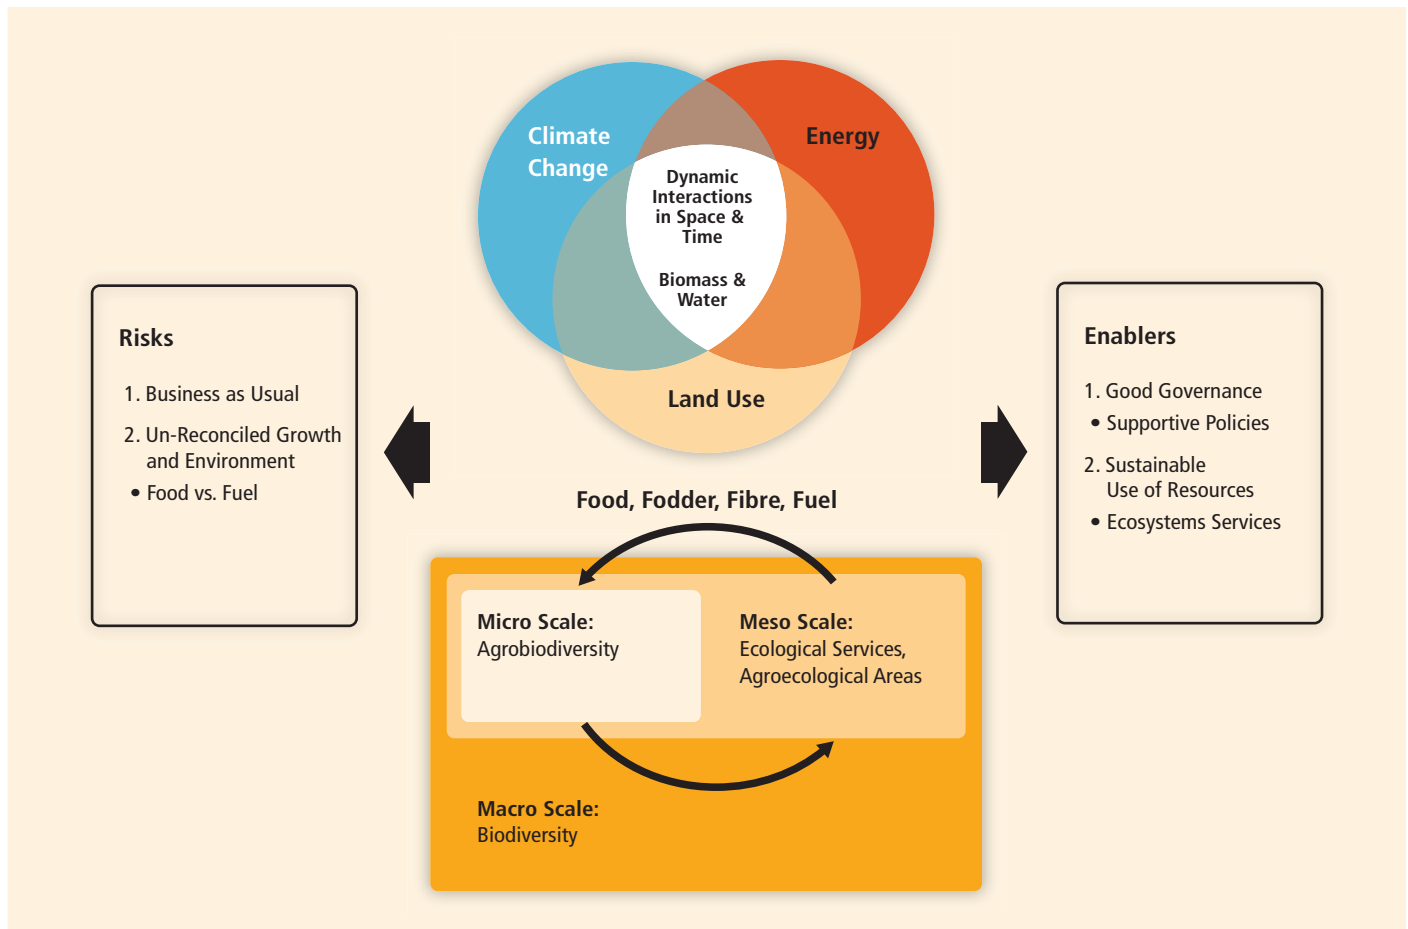 Climate
Change
Energy
Dynamic
Interactions
in Space &
Time
Biomass &
Water
Land Use
Risks
1. Business as Usual
2. Un-Reconciled Growth
and Environment
• Food vs. Fuel
Enablers
1. Good Governance
• Supportive Policies
2. Sustainable
Use of Resources
• Ecosystems Services
Food, Fodder, Fibre, Fuel
Micro Scale:
Agrobiodiversity
Meso Scale:
Ecological Services,
Agroecological Areas
Macro Scale:
Biodiversity